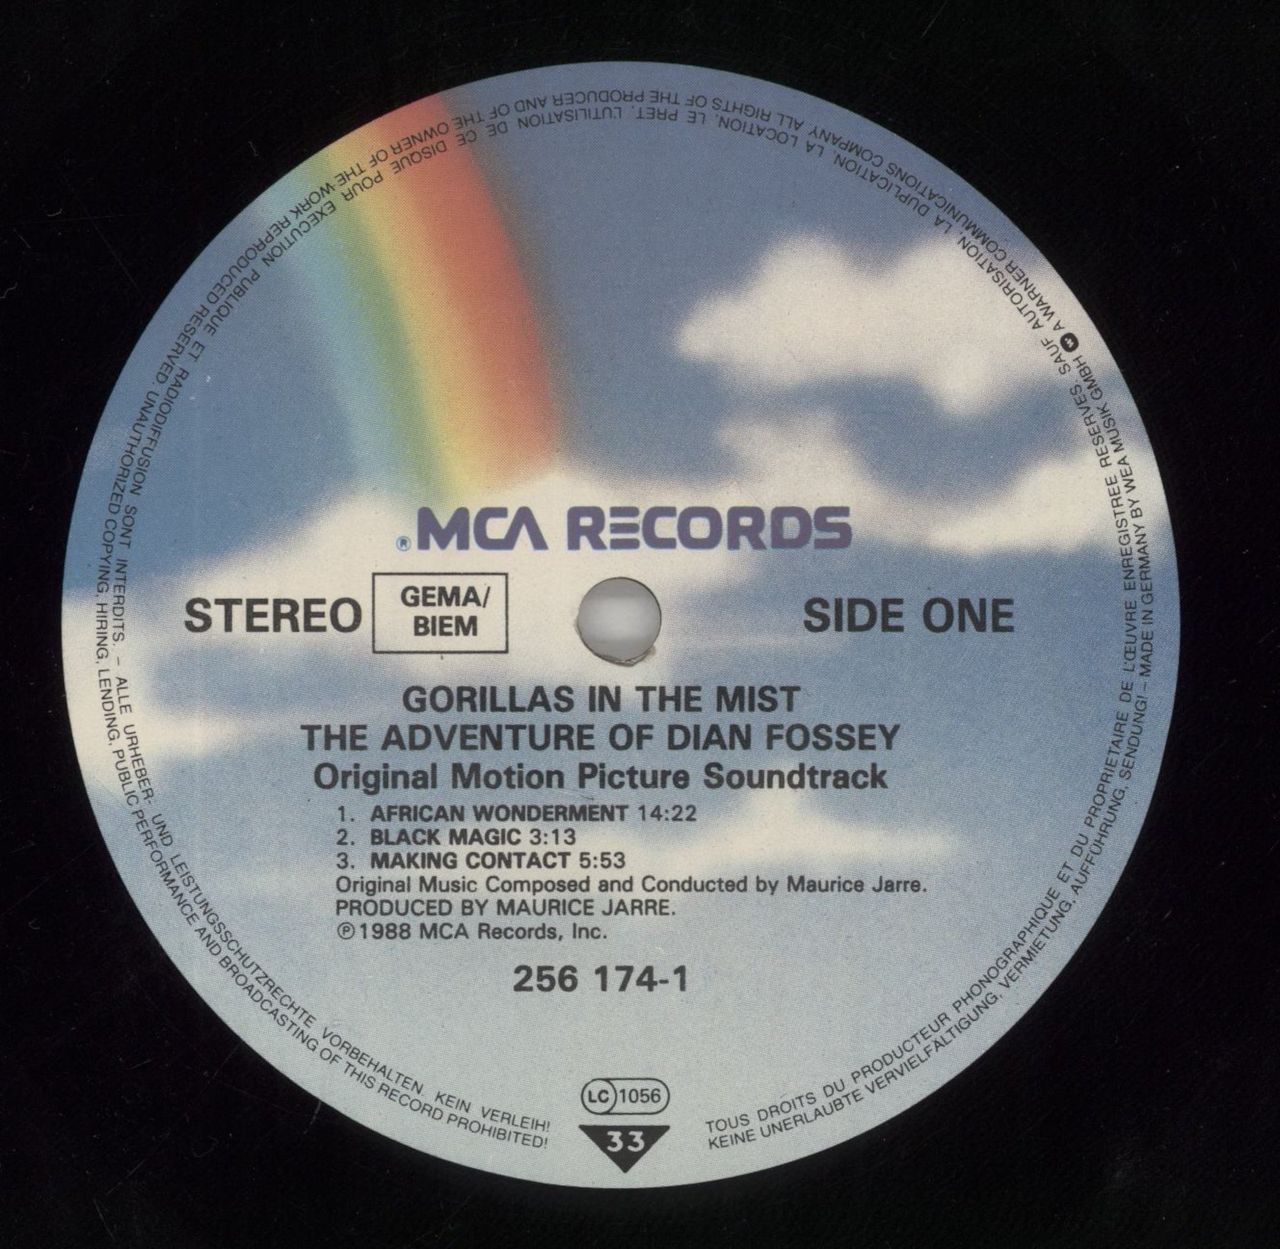 ® MCA RECORDS
STEREO
GEMA/
BIEM
SIDE ONE
GORILLAS IN THE MIST
THE ADVENTURE OF DIAN FOSSEY
Original Motion Picture Soundtrack
1. AFRICAN WONDERMENT 14:22
2. BLACK MAGIC 3:13
3. MAKING CONTACT 5:53
Original Music Composed and Conducted by Maurice Jarre.
PRODUCED BY MAURICE JARRE.
℗1988 MCA Records, Inc.
256 174-1
LC 1056
33
TOUS DROITS DU PRODUCTEUR PHONOGRAPHIQUE ET DU PROPRIETAIRE DE L'ŒUVRE ENREGISTREE RESERVES. SAUF AUTORISATION, LA DUPLICATION, LA LOCATION, LE PRET, L'UTILISATION DE CE DISQUE POUR EXECUTION PUBLIQUE ET RADIODIFFUSION SONT INTERDITS. – ALLE URHEBER- UND LEISTUNGSSCHUTZRECHTE VORBEHALTEN. KEIN VERLEIH!
KEINE UNERLAUBTE VERVIELFÄLTIGUNG, VERMIETUNG, AUFFÜHRUNG, SENDUNG! – MADE IN GERMANY BY WEA MUSIK GMBH W A WARNER COMMUNICATIONS COMPANY ALL RIGHTS OF THE PRODUCER AND OF THE OWNER OF THE WORK REPRODUCED RESERVED. UNAUTHORIZED COPYING, HIRING, LENDING, PUBLIC PERFORMANCE AND BROADCASTING OF THIS RECORD PROHIBITED!